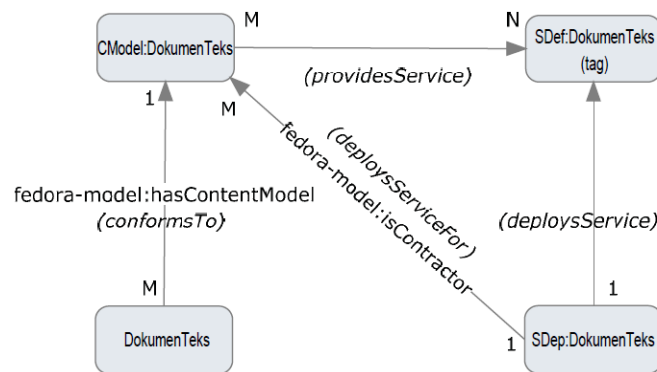 M
N
CModel:DokumenTeks
SDef:DokumenTeks
(tag)
(providesService)
1
M
(deploysServiceFor)
fedora-model:isContractor
fedora-model:hasContentModel
(conformsTo)
(deploysService)
M
1
1
DokumenTeks
SDep:DokumenTeks